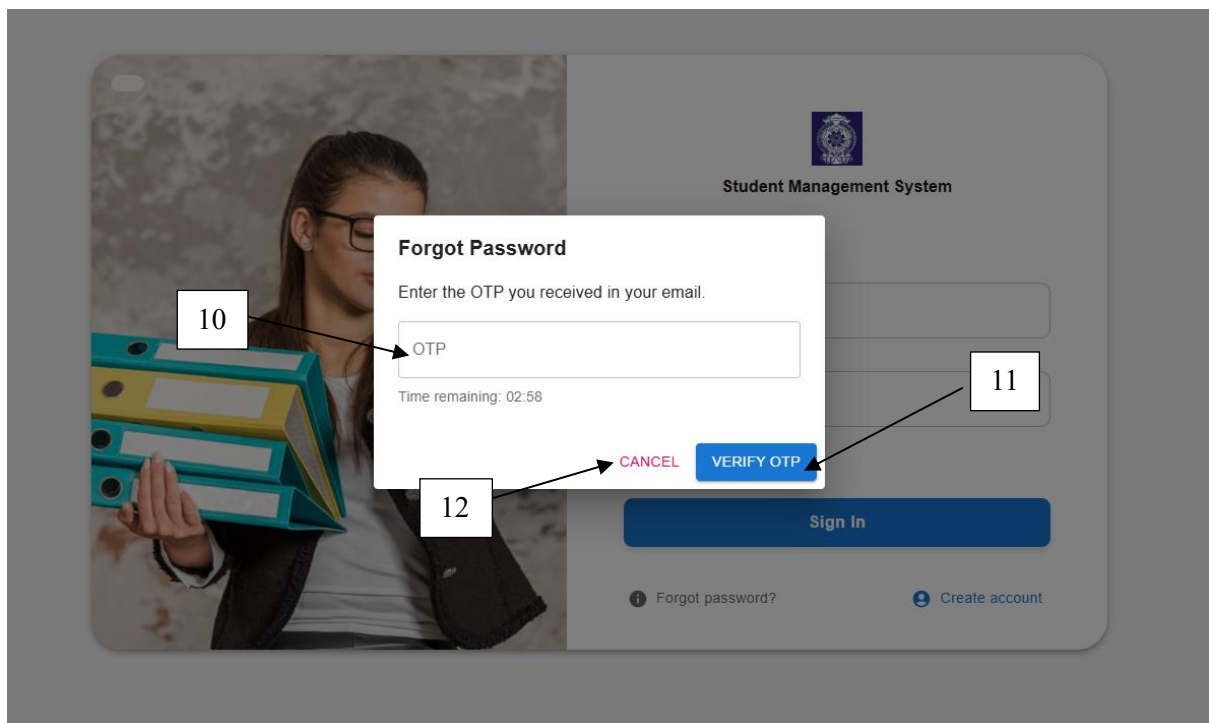 Student Management System
Forgot Password
Enter the OTP you received in your email.
10
OTP
11
Time remaining: 02:58
CANCEL
VERIFY OTP
12
Sign In
Forgot password?
Create account